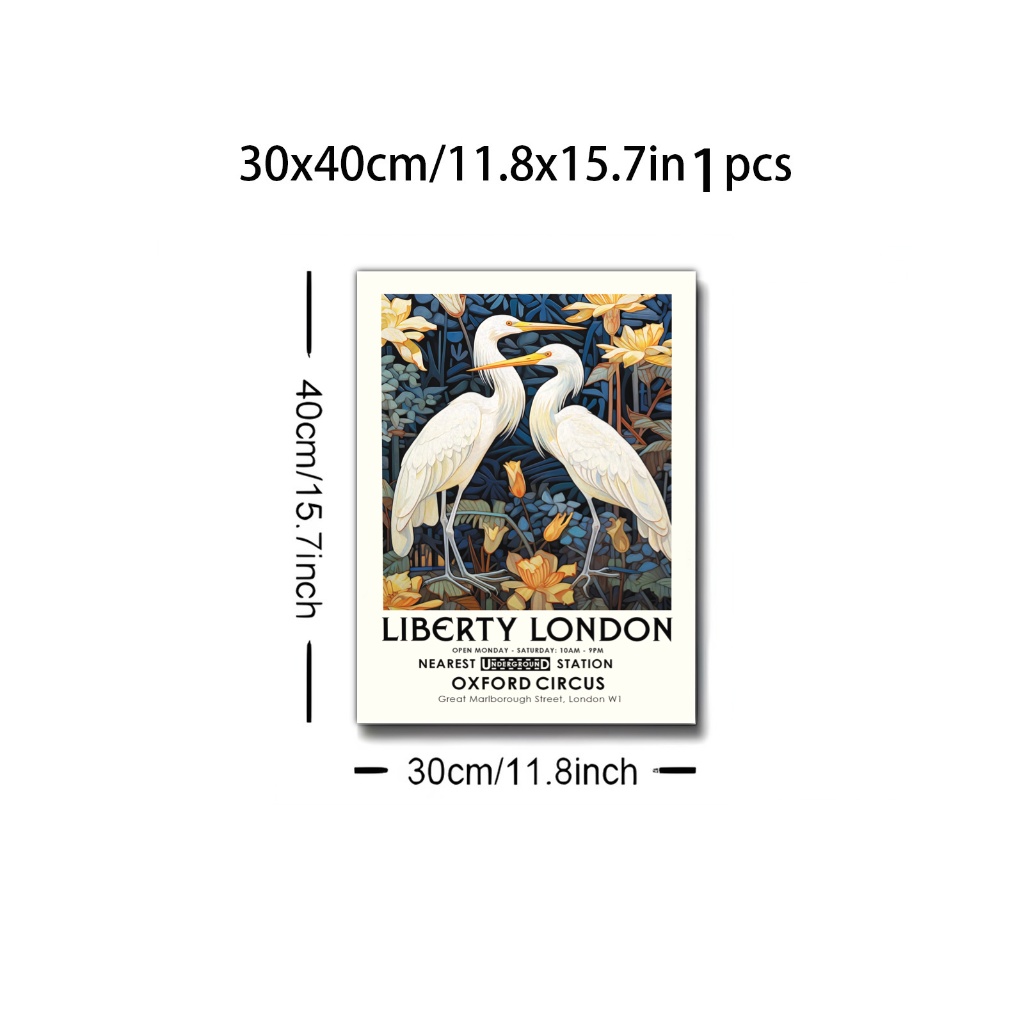 30x40cm/11.8x15.7in 1 pcs
40cm/15.7inch
LIBERTY LONDON
OPEN MONDAY - SATURDAY: 10AM - 9PM
NEAREST UNDERGROUND STATION
OXFORD CIRCUS
Great Marlborough Street, London W1
30cm/11.8inch